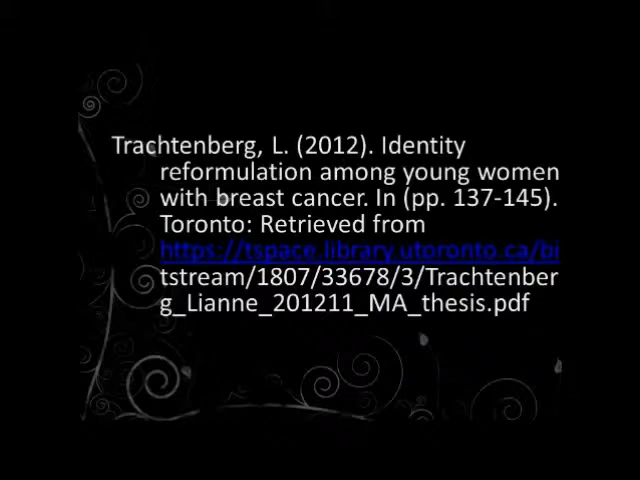 Trachtenberg, L. (2012). Identity
reformulation among young women
with breast cancer. In (pp. 137-145).
Toronto: Retrieved from
https://tspace.library.utoronto.ca/bi
tstream/1807/33678/3/Trachtenber
g_Lianne_201211_MA_thesis.pdf